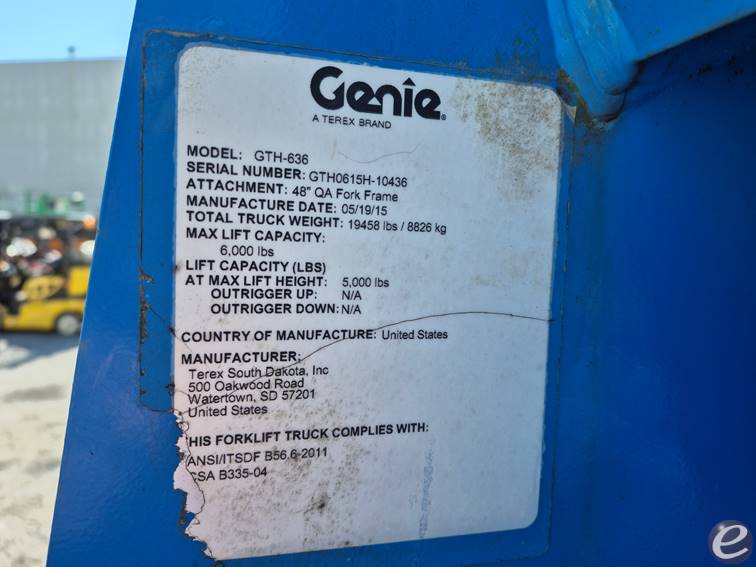 Genie
A TEREX BRAND
MODEL: GTH-636
SERIAL NUMBER: GTH0615H-10436
ATTACHMENT: 48" QA Fork Frame
MANUFACTURE DATE: 05/19/15
TOTAL TRUCK WEIGHT: 19458 lbs / 8826 kg
MAX LIFT CAPACITY:
6,000 lbs
LIFT CAPACITY (LBS)
AT MAX LIFT HEIGHT: 5,000 lbs
OUTRIGGER UP: N/A
OUTRIGGER DOWN: N/A
COUNTRY OF MANUFACTURE: United States
MANUFACTURER:
Terex South Dakota, Inc
500 Oakwood Road
Watertown, SD 57201
United States
HIS FORKLIFT TRUCK COMPLIES WITH:
ANSI/ITSDF B56.6-2011
CSA B335-04
e